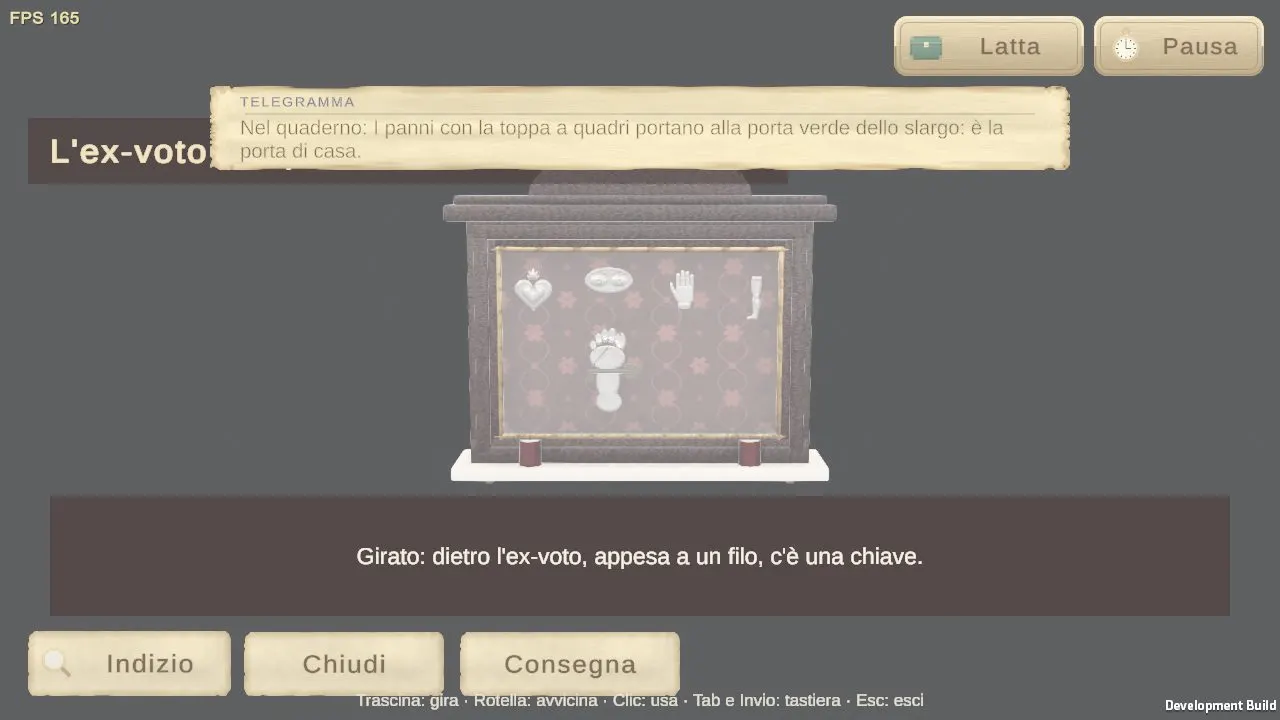 FPS 165
Latta
Pausa
TELEGRAMMA
Nel quaderno: I panni con la toppa a quadri portano alla porta verde dello slargo: è la
porta di casa.
L'ex-voto
Girato: dietro l'ex-voto, appesa a un filo, c'è una chiave.
Indizio
Chiudi
Consegna
Trascina: gira · Rotella: avvicina · Clic: usa · Tab e Invio: tastiera · Esc: esci
Development Build